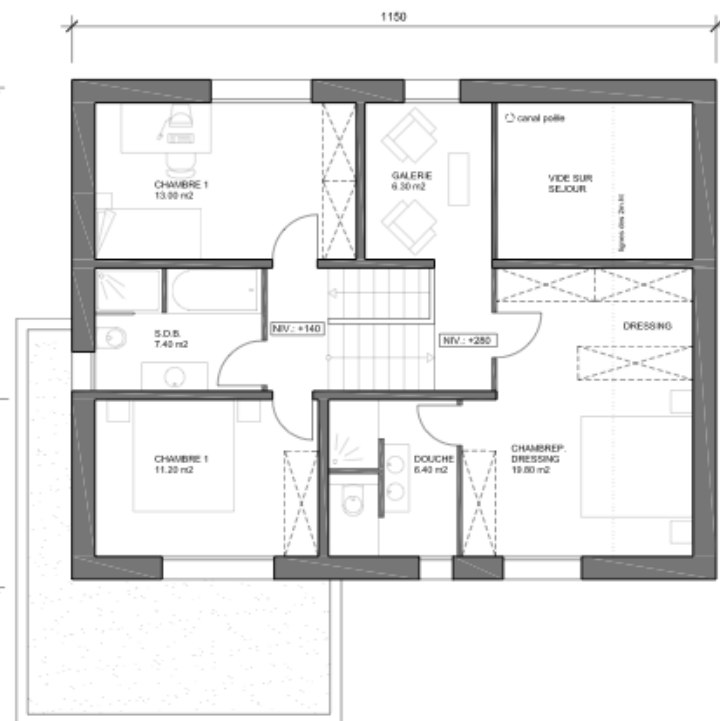 1150
canal poêle
CHAMBRE 1
13.00 m2
GALERIE
6.30 m2
VIDE SUR
SEJOUR
S.D.B.
7.40 m2
NIV.: +140
NIV.: +280
DRESSING
CHAMBRE 1
11.20 m2
DOUCHE
6.40 m2
CHAMBREP.
DRESSING
19.80 m2